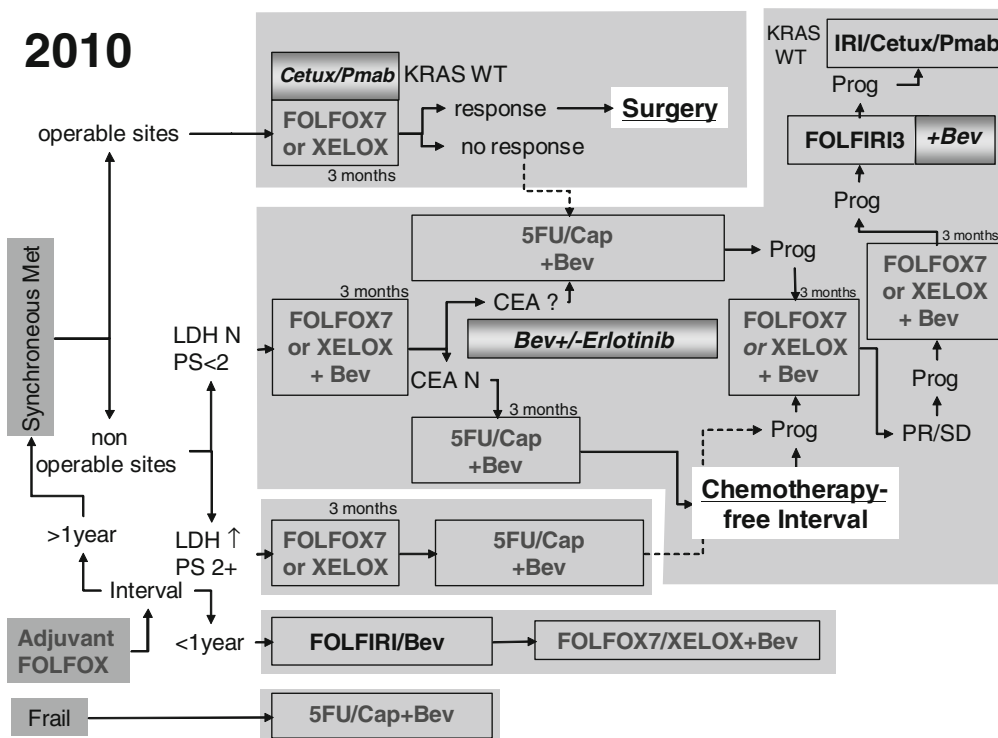 2010
Cetux/Pmab
KRAS WT
FOLFOX7
or XELOX
3 months
operable sites
response
no response
Surgery
KRAS
WT
IRI/Cetux/Pmab
Prog
FOLFIRI3
+Bev
Prog
3 months
FOLFOX7
or XELOX
+ Bev
Prog
PR/SD
Synchroneous Met
LDH N
PS<2
3 months
FOLFOX7
or XELOX
+ Bev
CEA ?
5FU/Cap
+Bev
Prog
Bev+/-Erlotinib
3 months
FOLFOX7
or XELOX
+ Bev
CEA N
3 months
5FU/Cap
+Bev
Prog
Chemotherapy-
free Interval
non
operable sites
>1year
LDH ↑
PS 2+
3 months
FOLFOX7
or XELOX
5FU/Cap
+Bev
Interval
Adjuvant
FOLFOX
<1year
FOLFIRI/Bev
FOLFOX7/XELOX+Bev
Frail
5FU/Cap+Bev